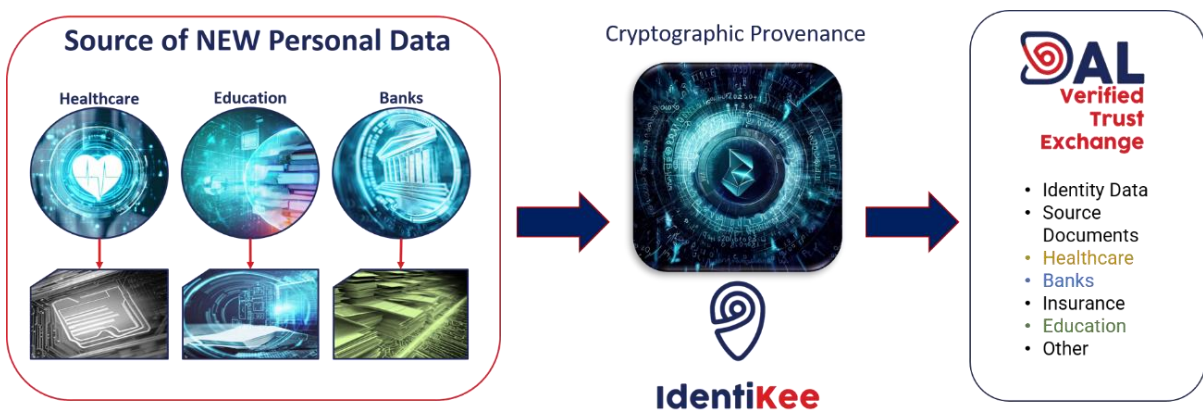 Source of NEW Personal Data
Healthcare
Education
Banks
Cryptographic Provenance
IdentiKee
DAL
Verified
Trust
Exchange
• Identity Data
• Source
Documents
• Healthcare
• Banks
• Insurance
• Education
• Other